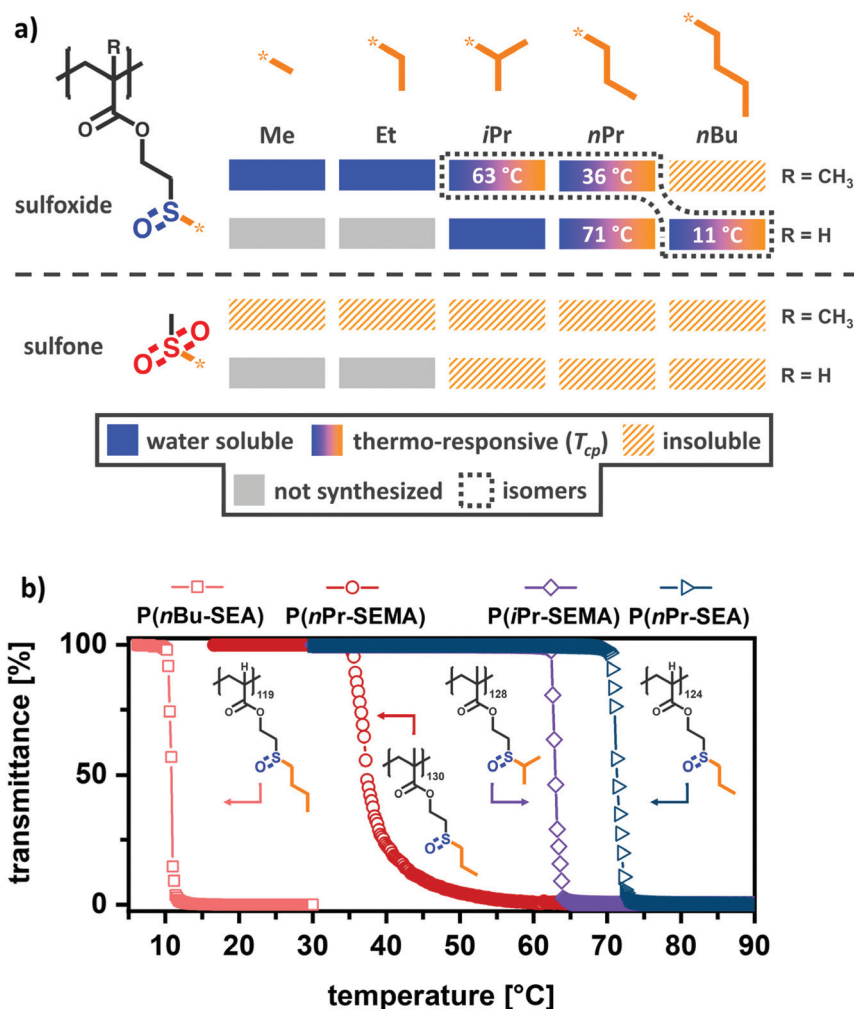 a)
R
O
O
S
O
*
sulfoxide
* * * * *
Me Et iPr nPr nBu
63 °C 36 °C R = CH₃
71 °C 11 °C R = H
sulfone
O
S
O
*
R = CH₃
R = H
water soluble thermo-responsive (Tcp) insoluble
not synthesized isomers
b)
P(nBu-SEA) P(nPr-SEMA) P(iPr-SEMA) P(nPr-SEA)
transmittance [%]
100
50
0
H
119
O
O
S
O
130
O
O
S
O
128
O
O
S
O
H
124
O
O
S
O
10 20 30 40 50 60 70 80 90
temperature [°C]